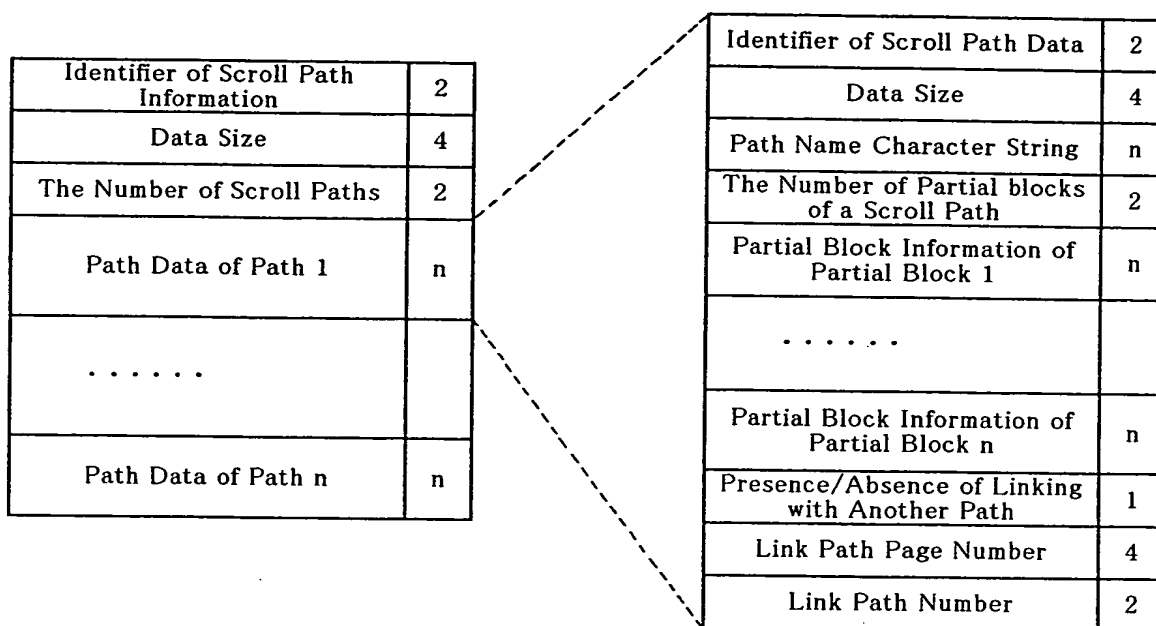 Identifier of Scroll Path
Information
2
Data Size
4
The Number of Scroll Paths
2
Path Data of Path 1
n
. . . . . .
Path Data of Path n
n
Identifier of Scroll Path Data
2
Data Size
4
Path Name Character String
n
The Number of Partial blocks
of a Scroll Path
2
Partial Block Information of
Partial Block 1
n
. . . . . .
Partial Block Information of
Partial Block n
n
Presence/Absence of Linking
with Another Path
1
Link Path Page Number
4
Link Path Number
2